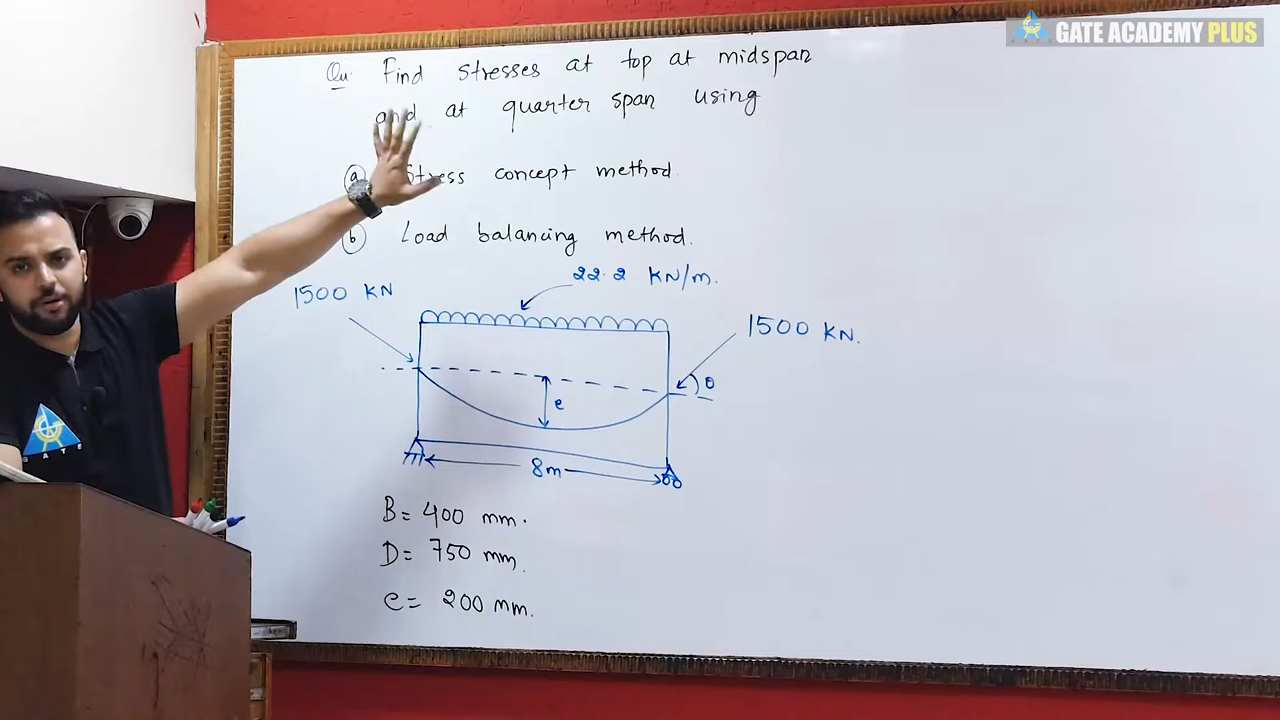 GATE ACADEMY PLUS
Qu. Find stresses at top at midspan
and at quarter span using
(a) Stress concept method.
(b) Load balancing method.
22.2 KN/m.
1500 KN
1500 KN.
θ
e
8m
B = 400 mm.
D = 750 mm.
e = 200 mm.
GATE